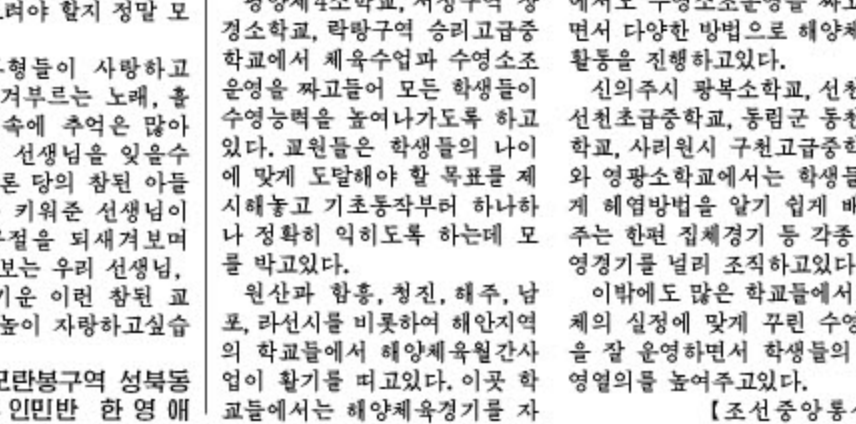 려야 할지 정말 모
형들이 사랑하고
겨부르는 노래, 흘
속에 추억은 많아
선생님을 잊을수
론 당의 참된 아들
키워준 선생님이
절을 되새겨보며
보는 우리 선생님,
키운 이런 참된 교
높이 자랑하고싶습
모란봉구역 성북동
인민반 한영애
경소학교, 락랑구역 승리고급중
학교에서 체육수업과 수영소조
운영을 짜고들어 모든 학생들이
수영능력을 높여나가도록 하고
있다. 교원들은 학생들의 나이
에 맞게 도달해야 할 목표를 제
시해놓고 기초동작부터 하나하
나 정확히 익히도록 하는데 모
를 박고있다.
원산과 함흥, 청진, 해주, 남
포, 라선시를 비롯하여 해안지역
의 학교들에서 해양체육월간사
업이 활기를 띠고있다. 이곳 학
교들에서는 해양체육경기를 자
면서 다양한 방법으로 해양체
활동을 진행하고있다.
신의주시 광복소학교, 선천
선천초급중학교, 동림군 동천
학교, 사리원시 구천고급중학
와 영광소학교에서는 학생들
게 헤염방법을 알기 쉽게 배
주는 한편 집체경기 등 각종
영경기를 널리 조직하고있다
이밖에도 많은 학교들에서
체의 실정에 맞게 꾸린 수영
을 잘 운영하면서 학생들의
영열의를 높여주고있다.
【조선중앙통